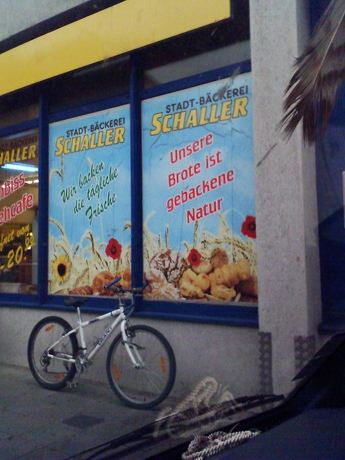 STADT-BÄCKEREI
SCHALLER
Wir backen
die tägliche
Frische
STADT-BÄCKEREI
SCHALLER
Unsere
Brote ist
gebackene
Natur